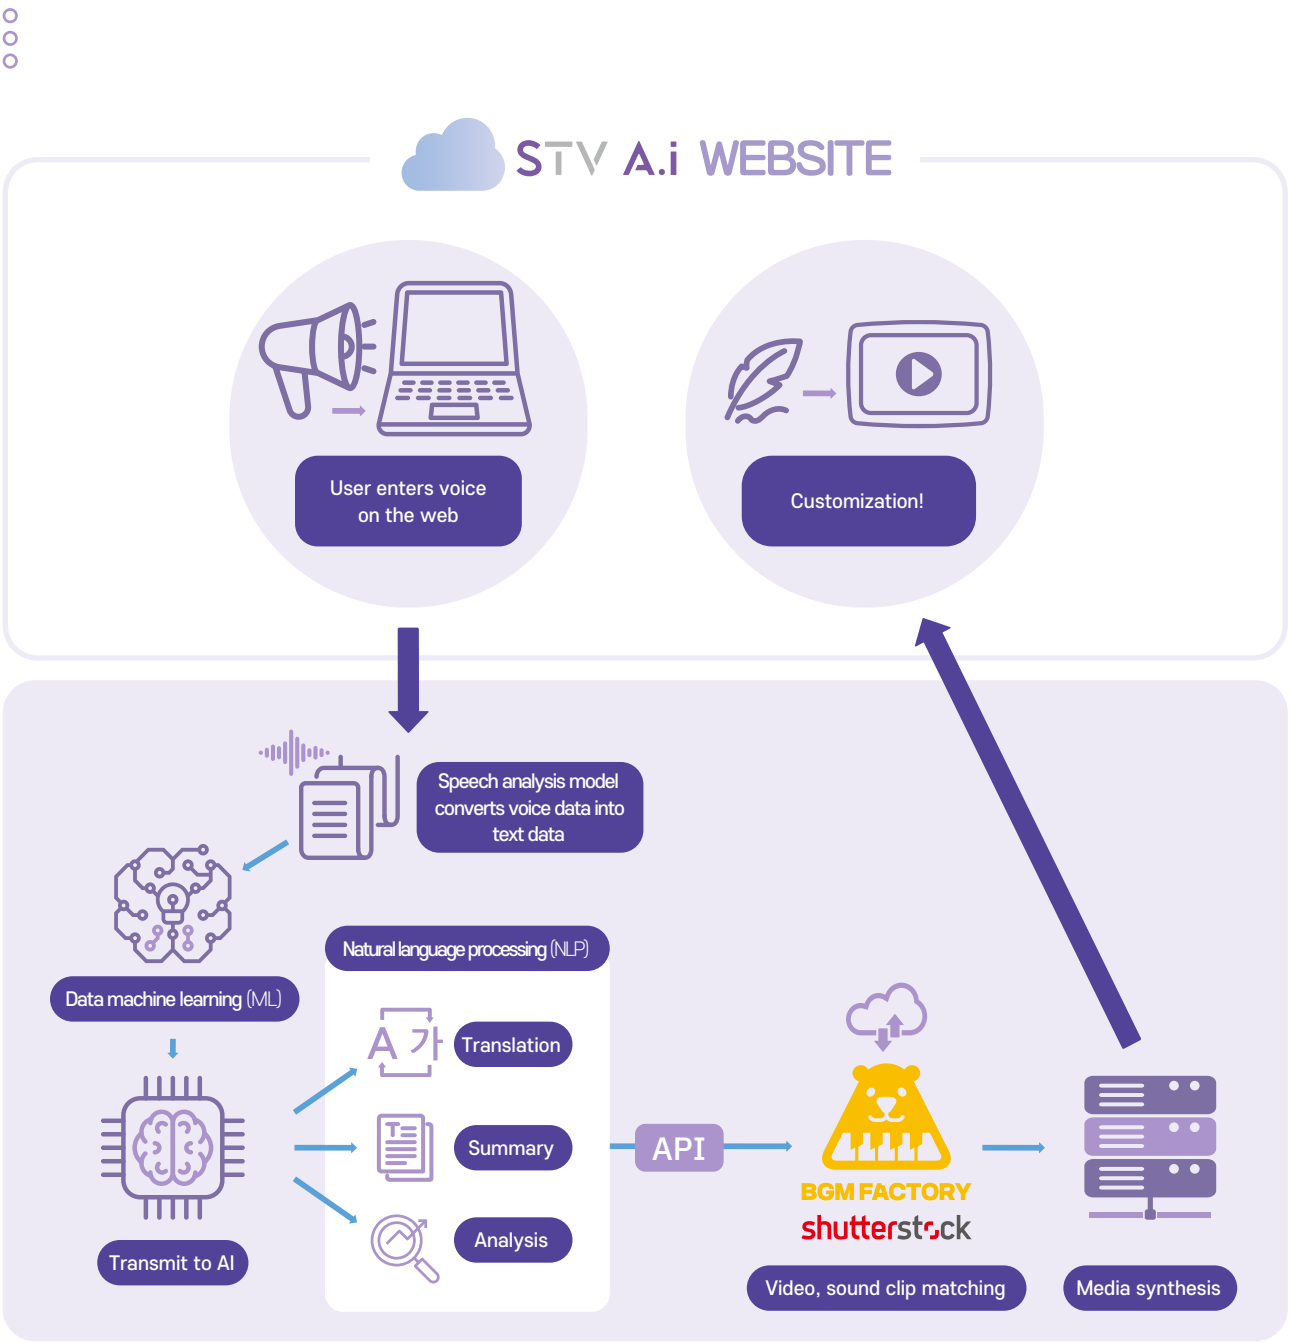 STV A.i WEBSITE
User enters voice
on the web
Customization!
Speech analysis model
converts voice data into
text data
Data machine learning (ML)
Transmit to AI
Natural language processing (NLP)
A 가
Translation
T
Summary
Analysis
API
BGM FACTORY
shutterstock
Video, sound clip matching
Media synthesis